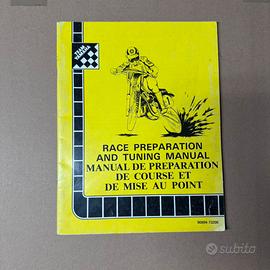 RACE PREPARATION
AND TUNING MANUAL
MANUAL DE PREPARATION
DE COURSE ET
DE MISE AU POINT
subito